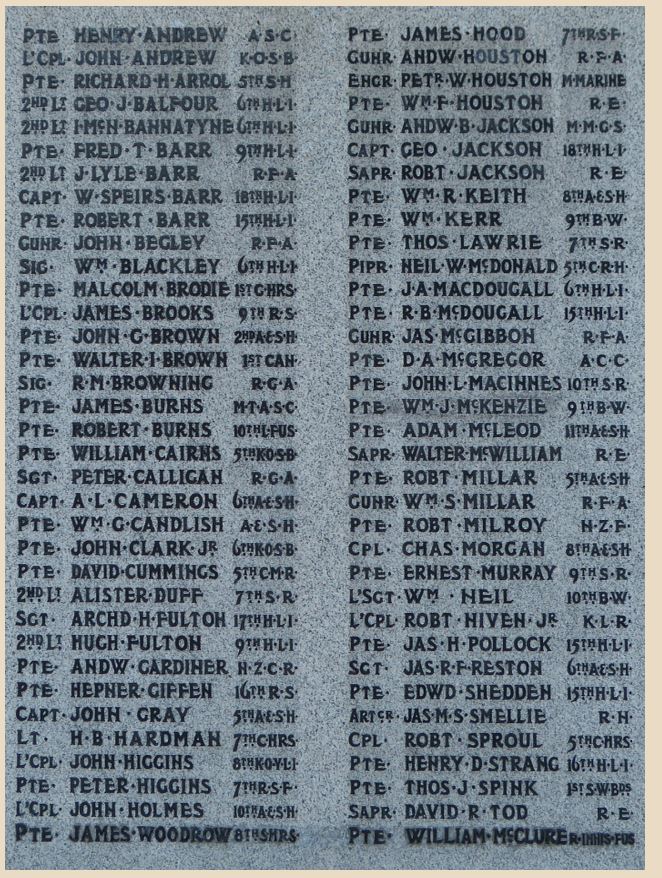 PTE· HENRY·ANDREW A·S·C·
L'CPL· JOHN·ANDREW K·O·S·B·
PTE· RICHARD·H·ARROL 5TH S·H·
2ND LT GEO·J·BALFOUR 6TH H·L·I·
2ND LT I·MCN·BANNATYNE 6TH H·L·I·
PTE· FRED·T·BARR 9TH H·L·I·
2ND LT J·LYLE·BARR R·F·A·
CAPT· W·SPEIRS·BARR 18TH H·L·I·
PTE· ROBERT·BARR 15TH H·L·I·
GUNR· JOHN·BEGLEY R·F·A·
SIG· WM·BLACKLEY 6TH H·L·I·
PTE· MALCOLM·BRODIE 1ST G·HRS·
L'CPL· JAMES·BROOKS 9TH R·S·
PTE· JOHN·G·BROWN 2ND A&S·H·
PTE· WALTER·I·BROWN 1ST CAN·
SIG· R·M·BROWNING R·G·A·
PTE· JAMES·BURNS M·T·A·S·C·
PTE· ROBERT·BURNS 10TH L·FUS·
PTE· WILLIAM·CAIRNS 5TH K·O·S·B·
SGT· PETER·CALLIGAN R·G·A·
CAPT· A·L·CAMERON 6TH A&S·H·
PTE· WM·G·CANDLISH A·&·S·H·
PTE· JOHN·CLARK·JR 6TH K·O·S·B·
PTE· DAVID·CUMMINGS 5TH C·M·R·
2ND LT ALISTER·DUFF 7TH S·R·
SGT· ARCHD·H·FULTON 17TH H·L·I·
2ND LT HUGH·FULTON 9TH H·L·I·
PTE· ANDW·GARDINER H·Z·C·R·
PTE· HEPNER·GIFFEN 16TH R·S·
CAPT· JOHN·GRAY 5TH A&S·H·
LT· H·B·HARDMAN 7TH C·HRS·
L'CPL· JOHN·HIGGINS 8TH K·O·Y·L·I·
PTE· PETER·HIGGINS 7TH R·S·F·
L'CPL· JOHN·HOLMES 10TH A&S·H·
PTE· JAMES·WOODROW 8TH S·HRS·
PTE· JAMES·HOOD 7TH R·S·F·
GUNR· ANDW·HOUSTON R·F·A·
ENGR· PETR·W·HOUSTON M·MARINE
PTE· WM·F·HOUSTON R·E·
GUNR· ANDW·B·JACKSON M·M·G·S·
CAPT· GEO·JACKSON 18TH H·L·I·
SAPR· ROBT·JACKSON R·E·
PTE· WM·R·KEITH 8TH A&S·H·
PTE· WM·KERR 9TH B·W·
PTE· THOS·LAWRIE 7TH S·R·
PIPR· NEIL·W·MCDONALD 5TH C·R·H·
PTE· J·A·MACDOUGALL 6TH H·L·I·
PTE· R·B·MCDOUGALL 15TH H·L·I·
GUNR· JAS·MCGIBBON R·F·A·
PTE· D·A·MCGREGOR A·C·C·
PTE· JOHN·L·MACINNES 10TH S·R·
PTE· WM·J·MCKENZIE 9TH B·W·
PTE· ADAM·MCLEOD 11TH A&S·H·
SAPR· WALTER·MCWILLIAM R·E·
PTE· ROBT·MILLAR 5TH A&S·H·
GUNR· WM·S·MILLAR R·F·A·
PTE· ROBT·MILROY H·Z·F·
CPL· CHAS·MORGAN 8TH A&S·H·
PTE· ERNEST·MURRAY 9TH S·R·
L'SGT· WM·NEIL 10TH B·W·
L'CPL· ROBT·NIVEN·JR K·L·R·
PTE· JAS·H·POLLOCK 15TH H·L·I·
SGT· JAS·R·F·RESTON 6TH A&S·H·
PTE· EDWD·SHEDDEN 15TH H·L·I·
ARTCR· JAS·M·S·SMELLIE R·N·
CPL· ROBT·SPROUL 5TH C·HRS·
PTE· HENRY·D·STRANG 16TH H·L·I·
PTE· THOS·J·SPINK 1ST S·W·BDS
SAPR· DAVID·R·TOD R·E·
PTE· WILLIAM·MCCLURE R·INNIS·FUS